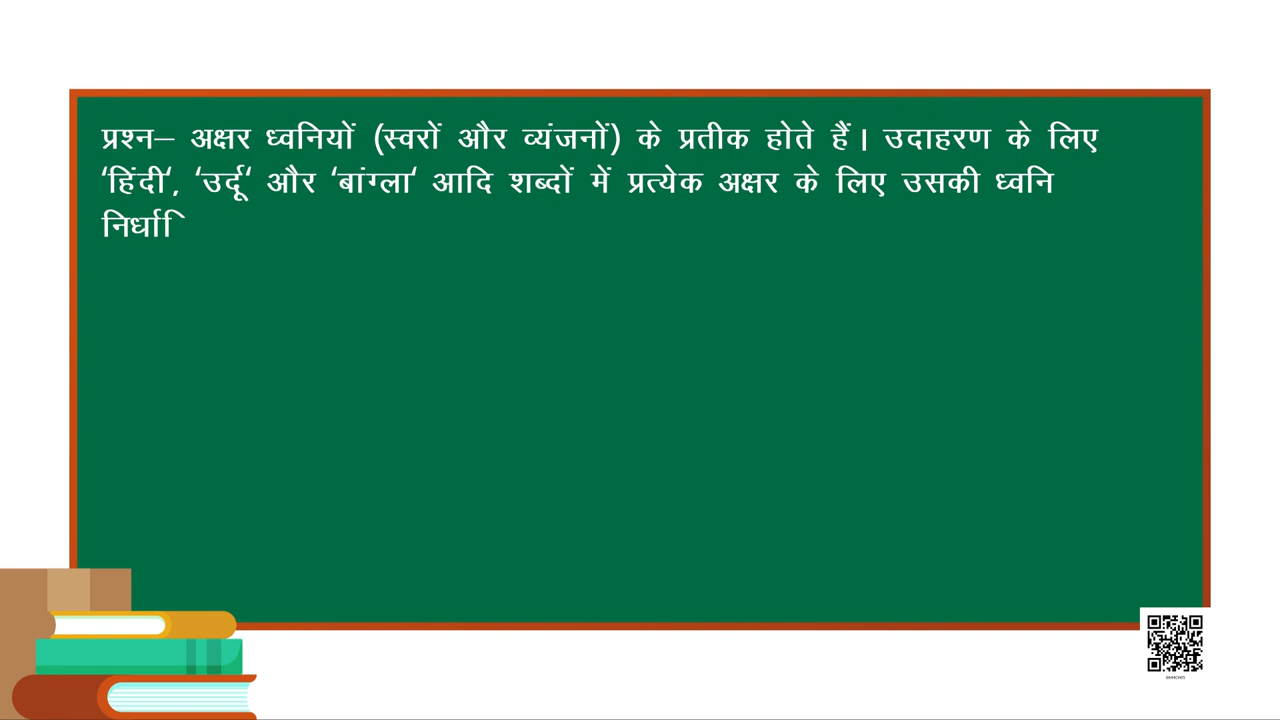 प्रश्न– अक्षर ध्वनियों (स्वरों और व्यंजनों) के प्रतीक होते हैं। उदाहरण के लिए
‘हिंदी‘, ‘उर्दू‘ और ‘बांग्ला‘ आदि शब्दों में प्रत्येक अक्षर के लिए उसकी ध्वनि
निर्धाि